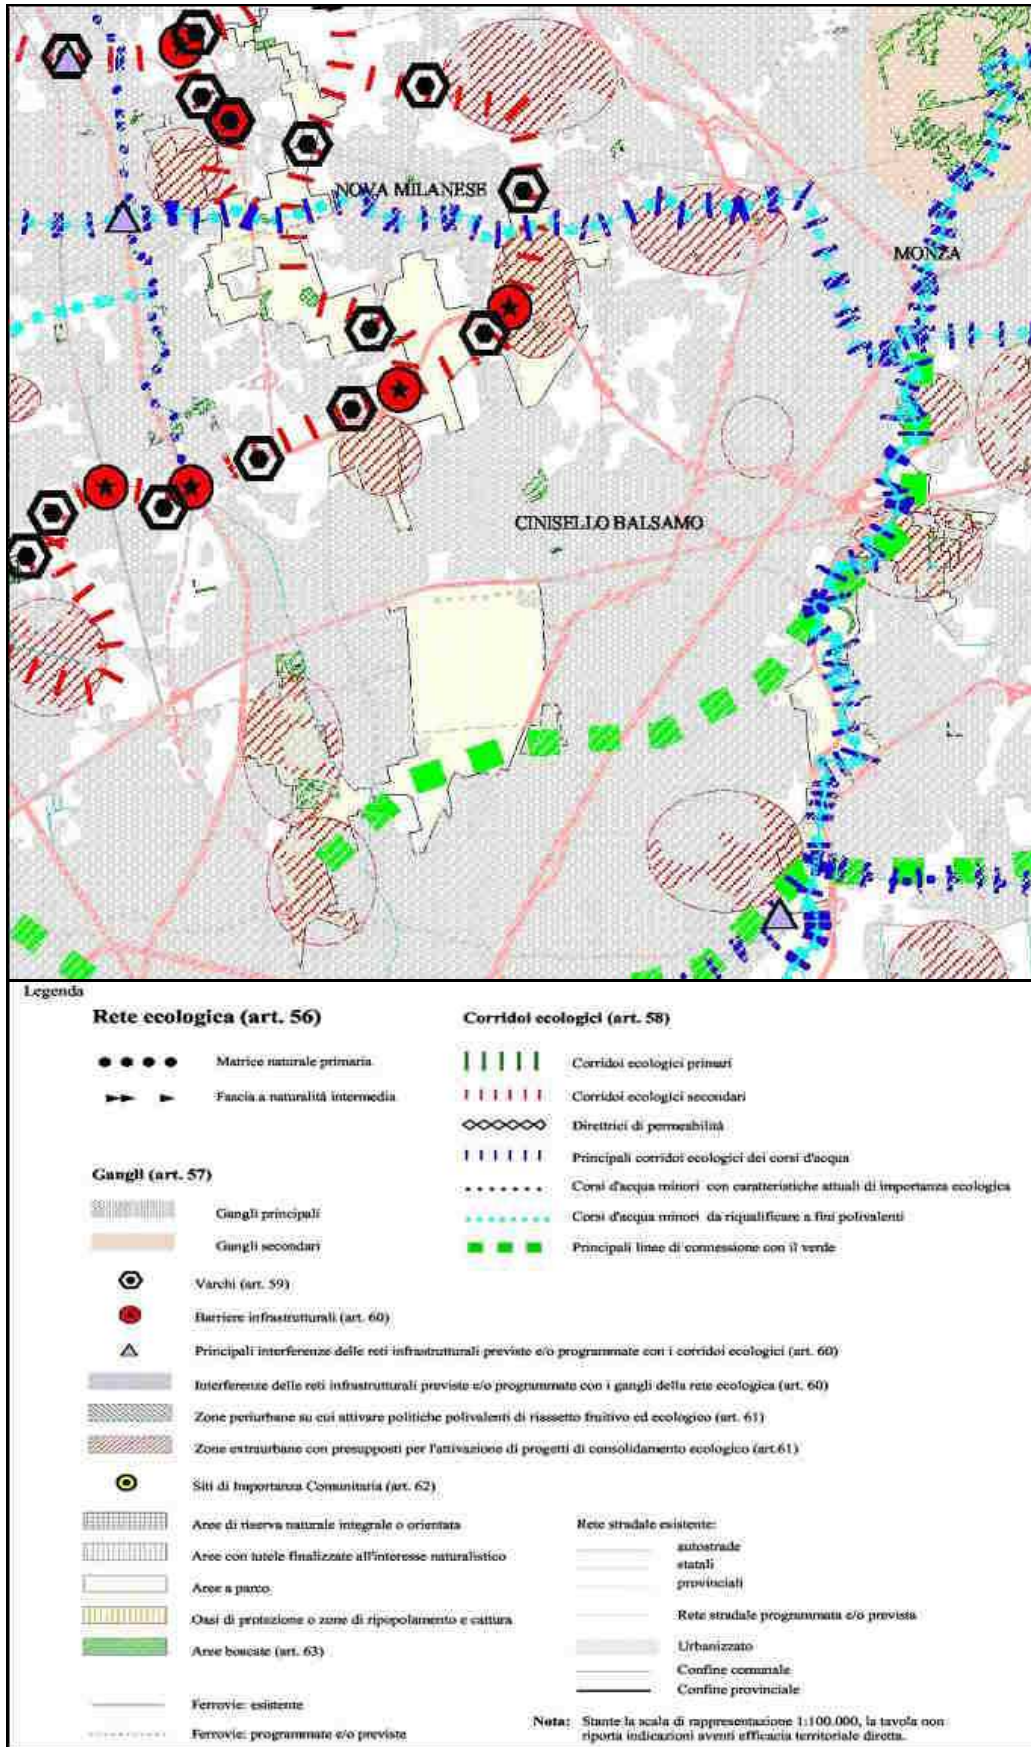 NOVA MILANESE
MONZA
CINISELLO BALSAMO
Legenda
Rete ecologica (art. 56)
Matrice naturale primaria
Fascia a naturalità intermedia
Gangli (art. 57)
Gangli principali
Gangli secondari
Corridoi ecologici (art. 58)
Corridoi ecologici primari
Corridoi ecologici secondari
Direttrici di permeabilità
Principali corridoi ecologici dei corsi d'acqua
Corsi d'acqua minori con caratteristiche attuali di importanza ecologica
Corsi d'acqua minori da riqualificare a fini polivalenti
Principali linee di connessione con il verde
Varchi (art. 59)
Barriere infrastrutturali (art. 60)
Principali interferenze delle reti infrastrutturali previste e/o programmate con i corridoi ecologici (art. 60)
Interferenze delle reti infrastrutturali previste e/o programmate con i gangli della rete ecologica (art. 60)
Zone periurbane su cui attivare politiche polivalenti di riassetto fruitivo ed ecologico (art. 61)
Zone extraurbane con presupposti per l'attivazione di progetti di consolidamento ecologico (art.61)
Siti di Importanza Comunitaria (art. 62)
Aree di riserva naturale integrale o orientata
Aree con tutele finalizzate all'interesse naturalistico
Aree a parco
Oasi di protezione o zone di ripopolamento e cattura
Aree boscate (art. 63)
Ferrovie: esistente
Ferrovie: programmate e/o previste
Rete stradale esistente:
autostrade
statali
provinciali
Rete stradale programmata e/o prevista
Urbanizzato
Confine comunale
Confine provinciale
Nota: Stante la scala di rappresentazione 1:100.000, la tavola non
riporta indicazioni aventi efficacia territoriale diretta.